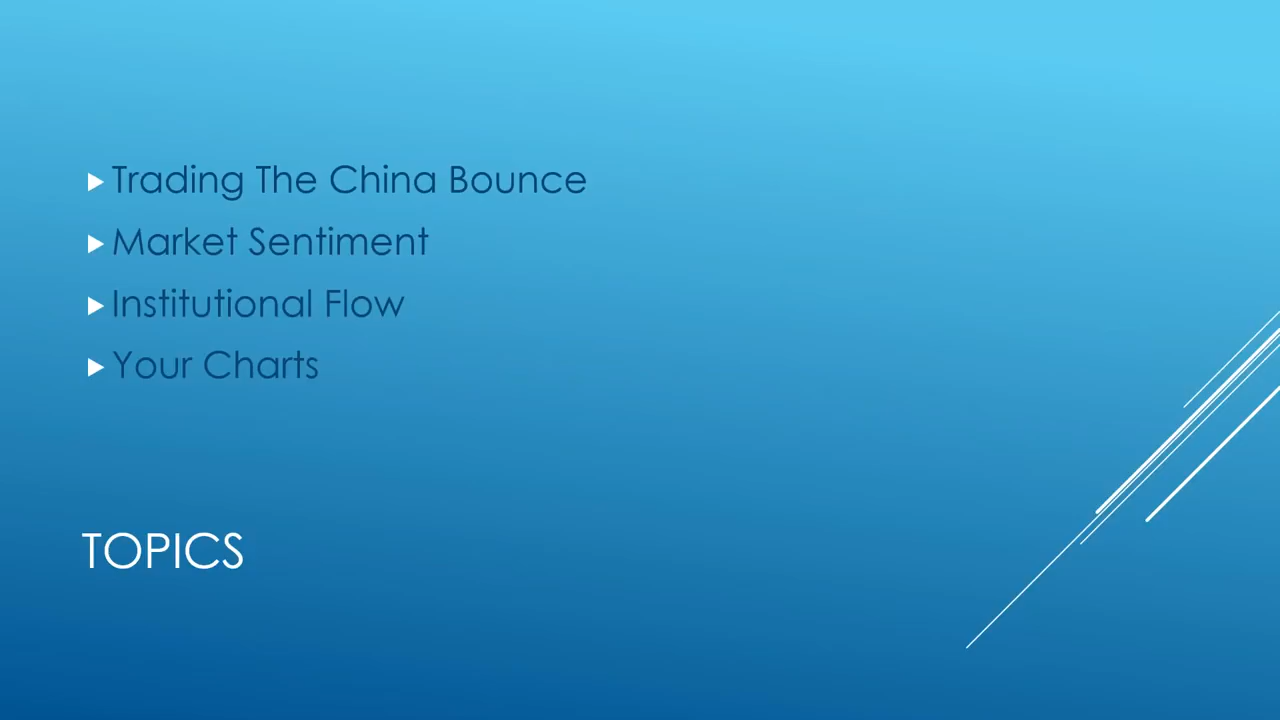 Trading The China Bounce
Market Sentiment
Institutional Flow
Your Charts
TOPICS